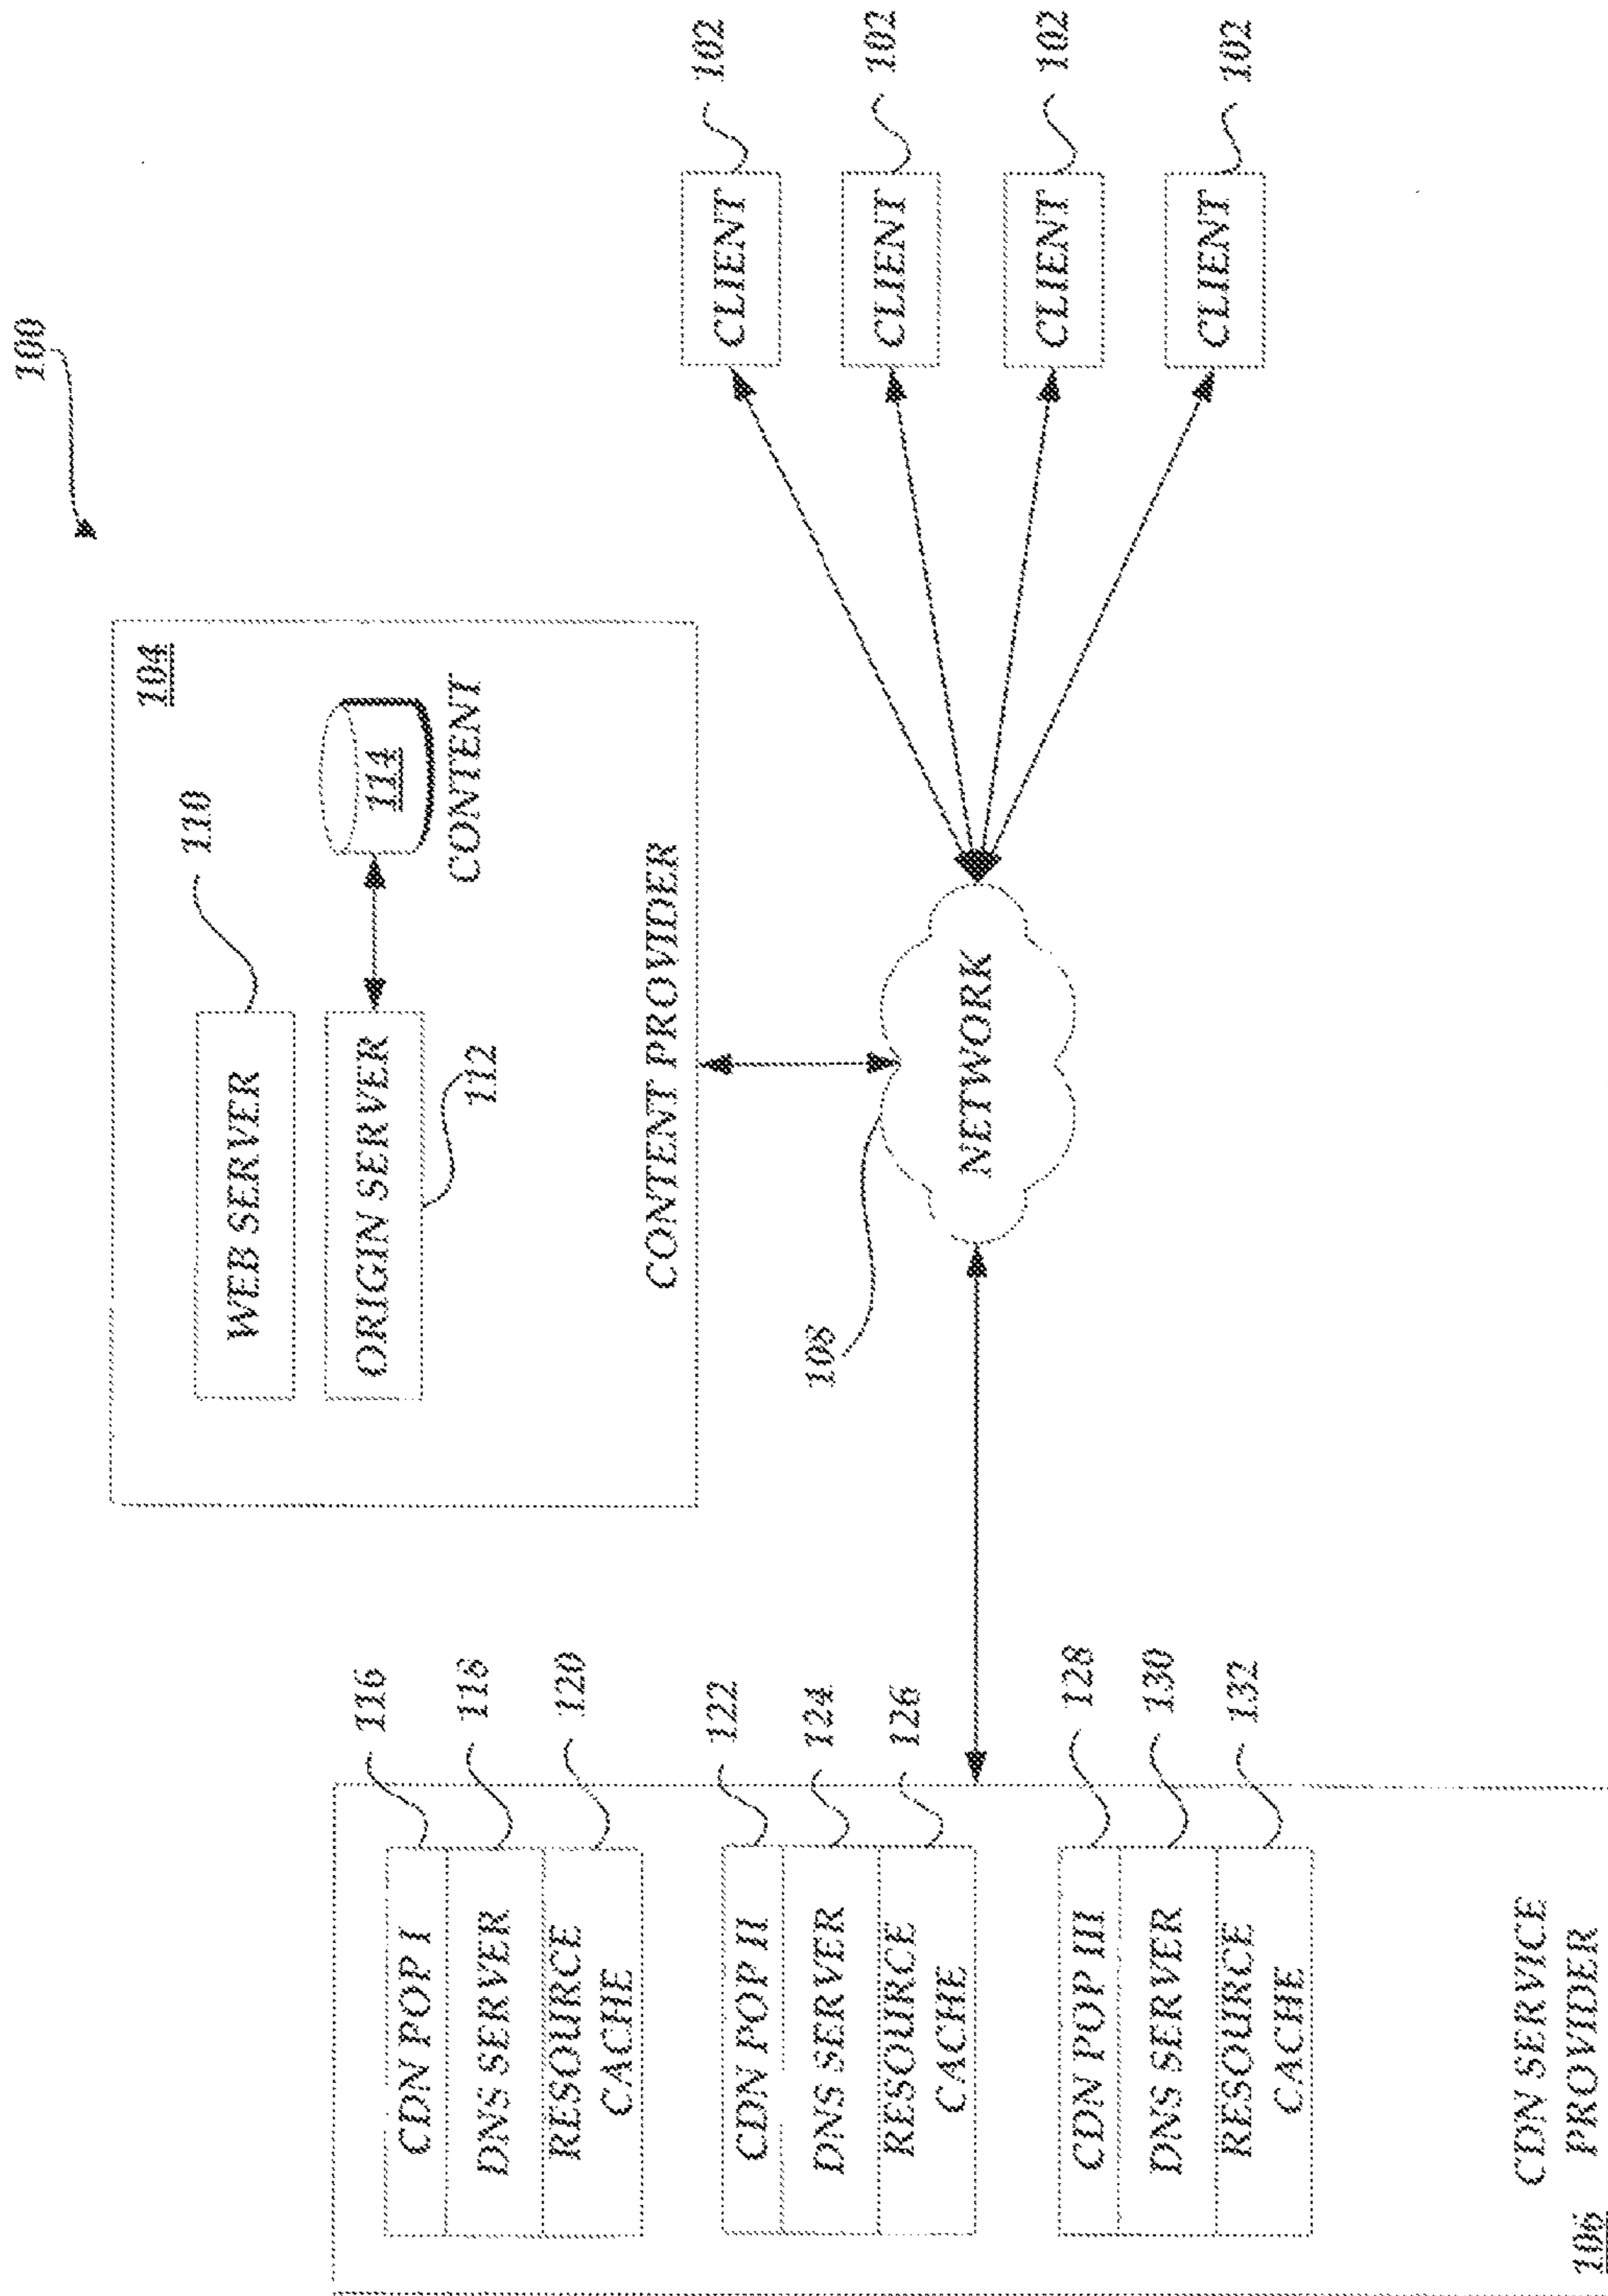 100
104
WEB SERVER
110
ORIGIN SERVER
112
114
CONTENT
CONTENT PROVIDER
CDN POP I
116
DNS SERVER
118
RESOURCE
CACHE
120
CDN POP II
122
DNS SERVER
124
RESOURCE
CACHE
126
CDN POP III
128
DNS SERVER
130
RESOURCE
CACHE
132
CDN SERVICE
PROVIDER
106
108
NETWORK
CLIENT
102
CLIENT
102
CLIENT
102
CLIENT
102